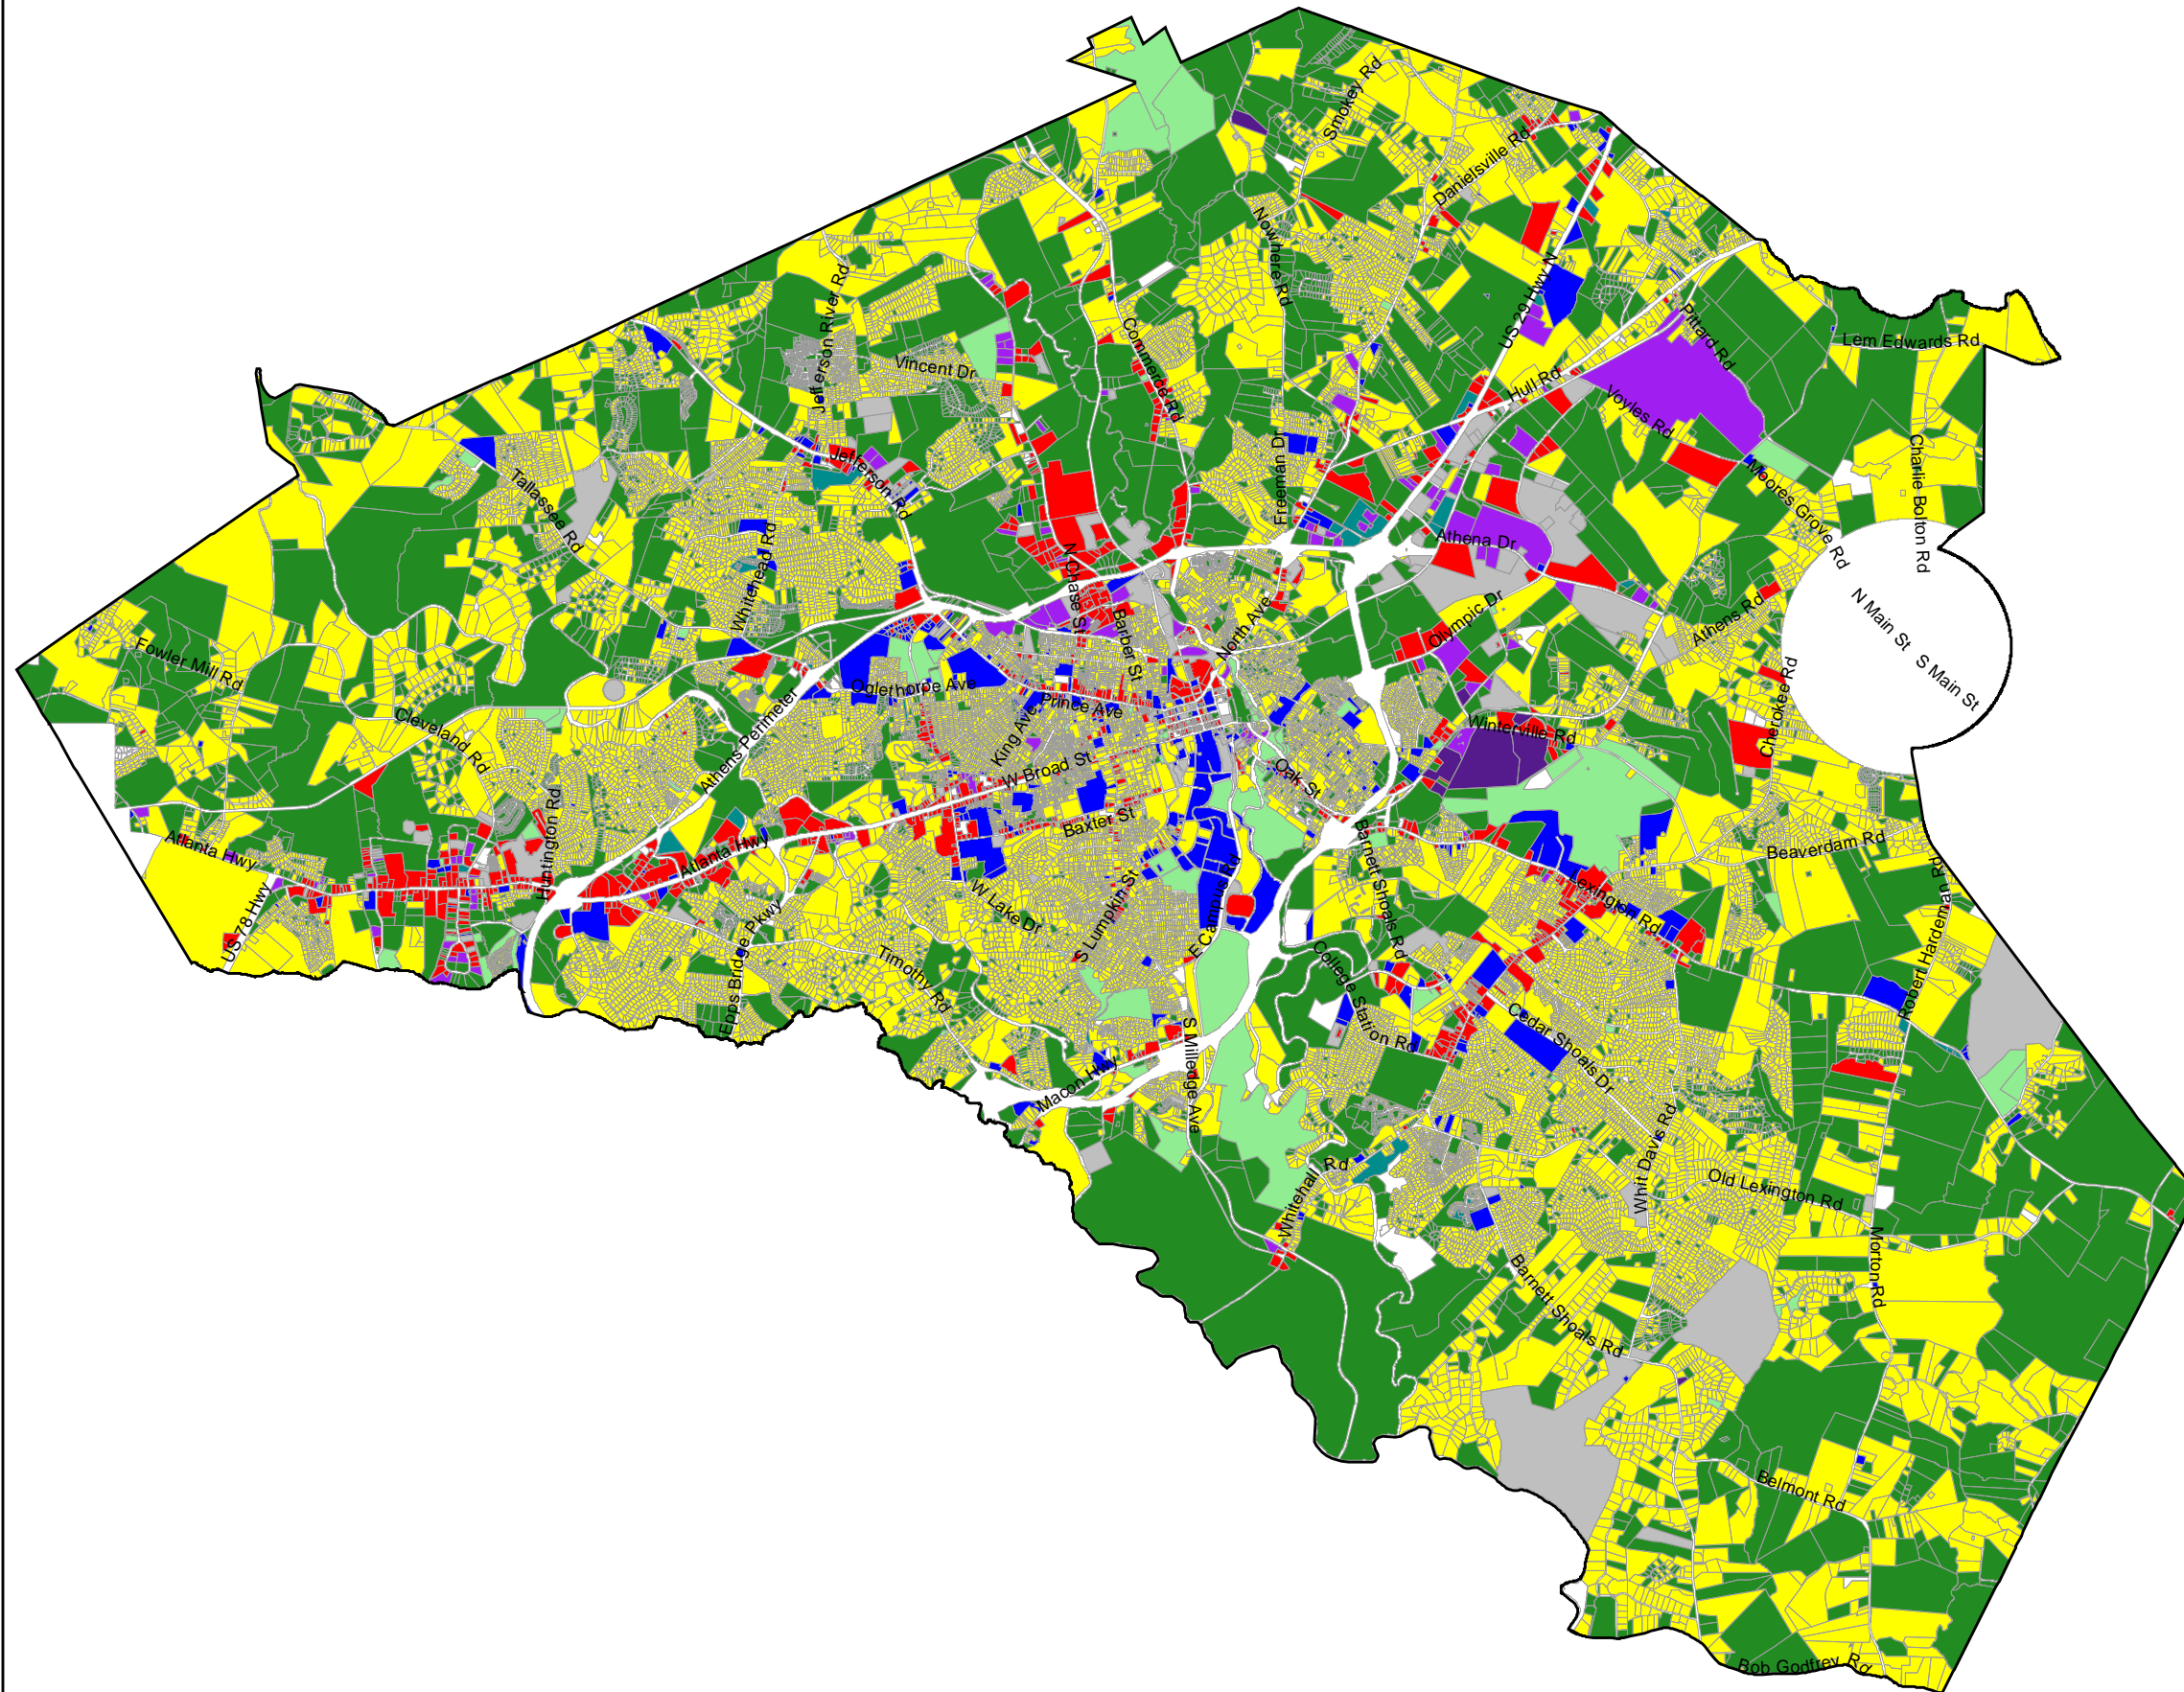 Smokey Rd
Danielsville Rd
Nowhere Rd
Jefferson River Rd
US 29 Hwy N
Pittard Rd
Lem Edwards Rd
Commerce Rd
Vincent Dr
Hull Rd
Voyles Rd
Charlie Bolton Rd
Freeman Dr
Jefferson Rd
Moores Grove Rd
Tallassee Rd
Athena Dr
Whitehead Rd
N Chase St
Barber St
North Ave
Olympic Dr
Athens Rd
N Main St
S Main St
Fowler Mill Rd
Oglethorpe Ave
Prince Ave
King Ave
Cherokee Rd
Cleveland Rd
Athens Perimeter
Winterville Rd
W Broad St
Oak St
Huntington Rd
Baxter St
Atlanta Hwy
Atlanta Hwy
Barnett Shoals Rd
Beaverdam Rd
US 78 Hwy
W Lake Dr
S Lumpkin St
E Campus Rd
Lexington Rd
Robert Hardeman Rd
Epps Bridge Pkwy
Timothy Rd
College Station Rd
Cedar Shoals Dr
Macon Hwy
S Milledge Ave
Whit Davis Rd
Whitehall Rd
Old Lexington Rd
Morton Rd
Barnett Shoals Rd
Belmont Rd
Bob Godfrey Rd